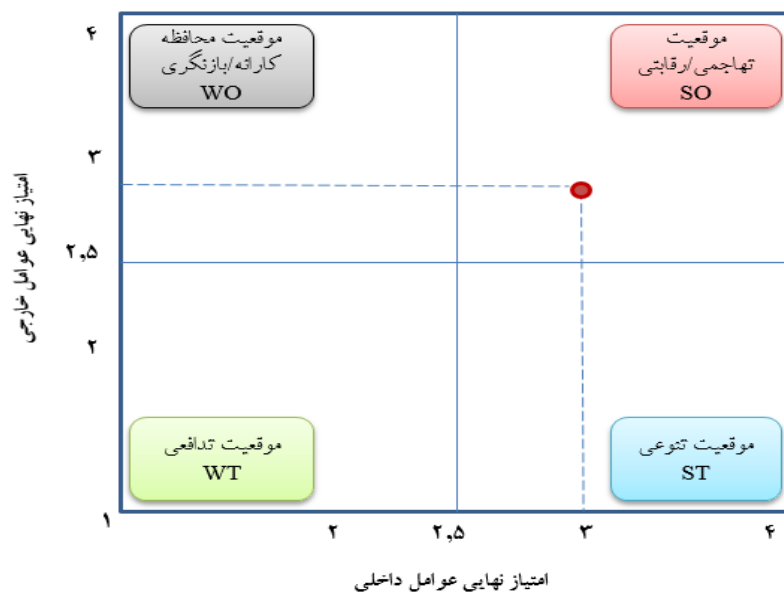 ۴
موقعیت محافظه
کارانه/بازنگری
WO
موقعیت
تهاجمی/رقابتی
SO
۳
۲٫۵
۲
امتیاز نهایی عوامل خارجی
موقعیت تدافعی
WT
موقعیت تنوعی
ST
۱
۲
۲٫۵
۳
۴
امتیاز نهایی عوامل داخلی